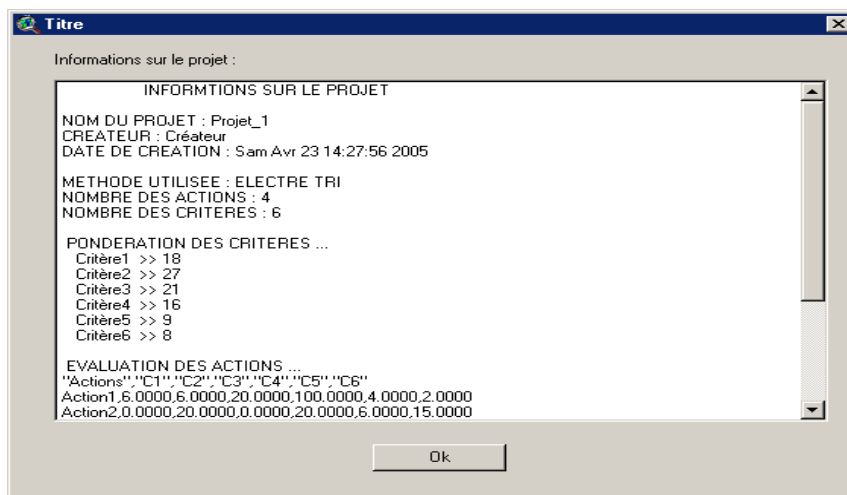 Titre
Informations sur le projet :
INFORMTIONS SUR LE PROJET
NOM DU PROJET : Projet_1
CREATEUR : Créateur
DATE DE CREATION : Sam Avr 23 14:27:56 2005
METHODE UTILISEE : ELECTRE TRI
NOMBRE DES ACTIONS : 4
NOMBRE DES CRITERES : 6
PONDERATION DES CRITERES ...
Critère1 >> 18
Critère2 >> 27
Critère3 >> 21
Critère4 >> 16
Critère5 >> 9
Critère6 >> 8
EVALUATION DES ACTIONS ...
"Actions","C1","C2","C3","C4","C5","C6"
Action1,6.0000,6.0000,20.0000,100.0000,4.0000,2.0000
Action2,0.0000,20.0000,0.0000,20.0000,6.0000,15.0000
Ok